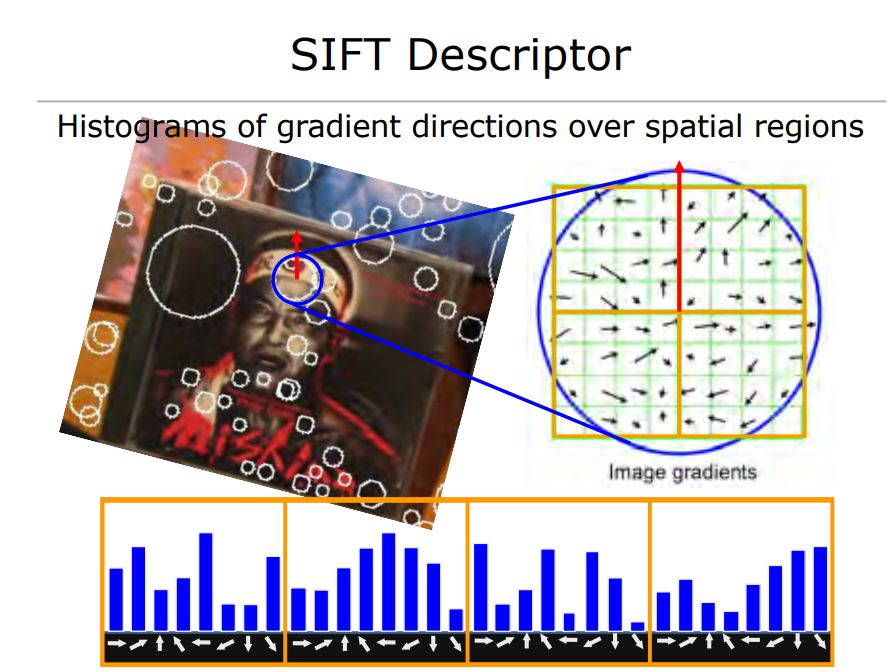 SIFT Descriptor
Histograms of gradient directions over spatial regions
Image gradients